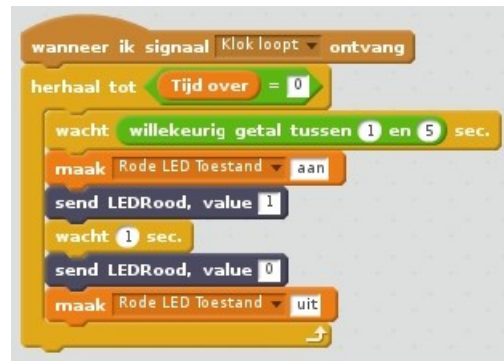 wanneer ik signaal Klok loopt ontvang
herhaal tot Tijd over = 0
wacht willekeurig getal tussen 1 en 5 sec.
maak Rode LED Toestand aan
send LEDRood, value 1
wacht 1 sec.
send LEDRood, value 0
maak Rode LED Toestand uit